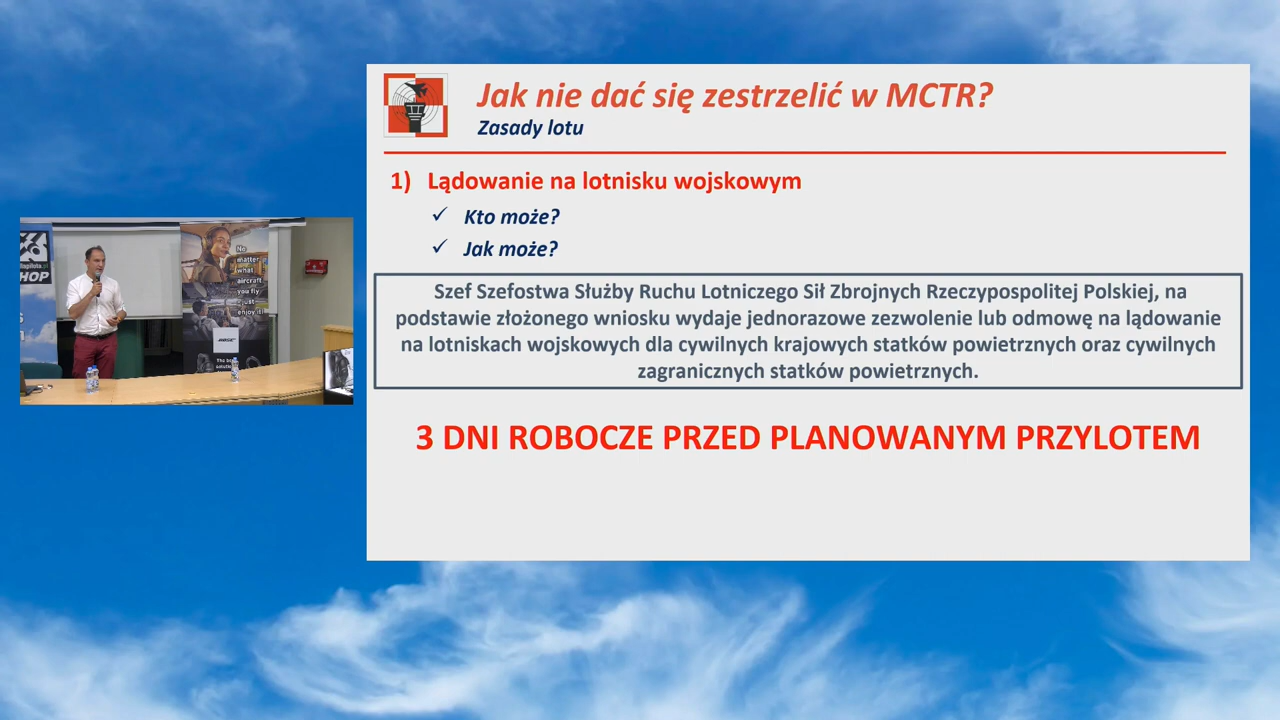 Jak nie dać się zestrzelić w MCTR?
Zasady lotu
1) Lądowanie na lotnisku wojskowym
✓ Kto może?
✓ Jak może?
Szef Szefostwa Służby Ruchu Lotniczego Sił Zbrojnych Rzeczypospolitej Polskiej, na
podstawie złożonego wniosku wydaje jednorazowe zezwolenie lub odmowę na lądowanie
na lotniskach wojskowych dla cywilnych krajowych statków powietrznych oraz cywilnych
zagranicznych statków powietrznych.
3 DNI ROBOCZE PRZED PLANOWANYM PRZYLOTEM
No
matter
what
aircraft
you fly
just
enjoy it!
BOSE